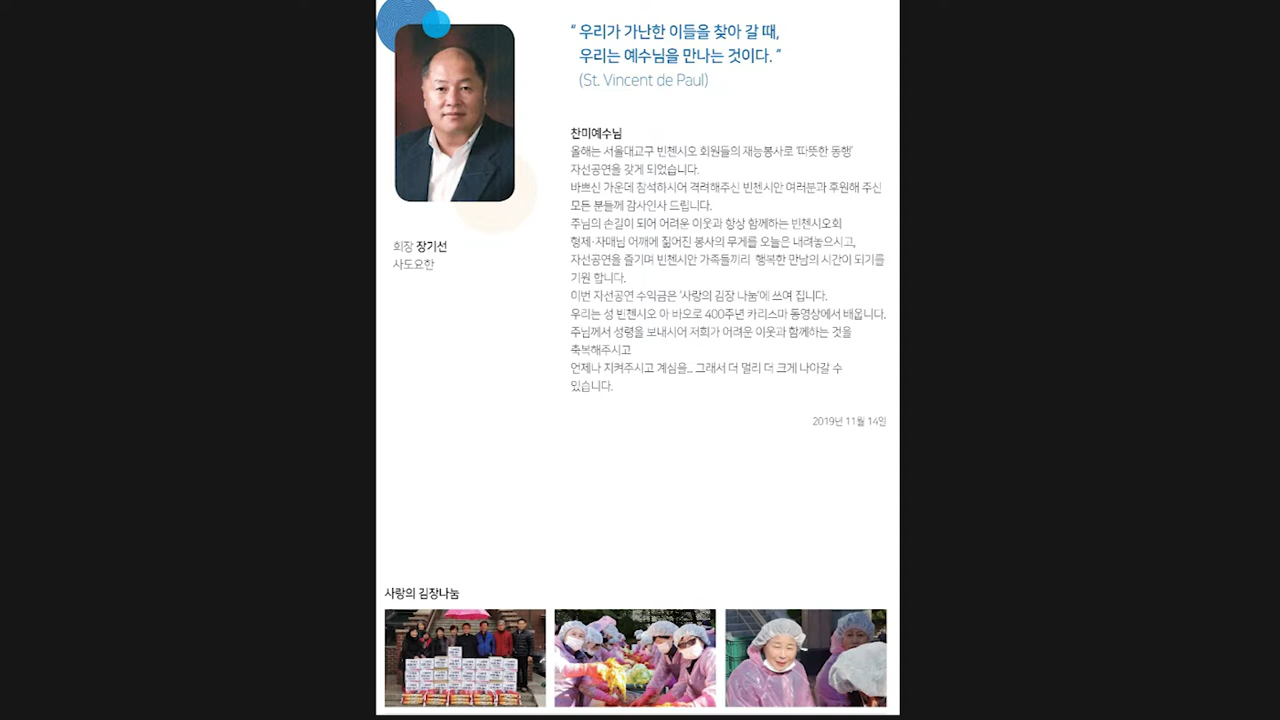 “ 우리가 가난한 이들을 찾아 갈 때,
우리는 예수님을 만나는 것이다. “
(St. Vincent de Paul)
찬미예수님
올해는 서울대교구 빈첸시오 회원들의 재능봉사로 ‘따뜻한 동행’
자선공연을 갖게 되었습니다.
바쁘신 가운데 참석하시어 격려해주신 빈첸시안 여러분과 후원해 주신
모든 분들께 감사인사 드립니다.
주님의 손길이 되어 어려운 이웃과 항상 함께하는 빈첸시오회
형제·자매님 어깨에 짊어진 봉사의 무게를 오늘은 내려놓으시고,
자선공연을 즐기며 빈첸시안 가족들끼리 행복한 만남의 시간이 되기를
기원 합니다.
이번 자선공연 수익금은 ‘사랑의 김장 나눔’에 쓰여 집니다.
우리는 성 빈첸시오 아 바오로 400주년 카리스마 동영상에서 배웁니다.
주님께서 성령을 보내시어 저희가 어려운 이웃과 함께하는 것을
축복해주시고
언제나 지켜주시고 계심을... 그래서 더 멀리 더 크게 나아갈 수
있습니다.
2019년 11월 14일
회장 장기선
사도요한
사랑의 김장나눔